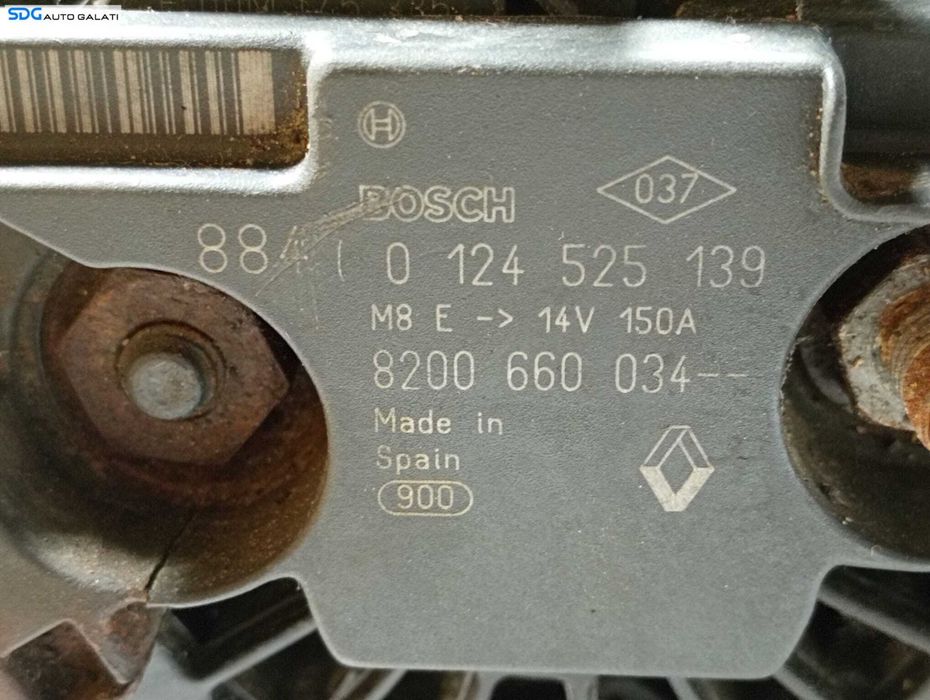 SDG AUTO GALATI
BOSCH
037
0 124 525 139
M8 E -> 14V 150A
8200 660 034--
Made in
Spain
900